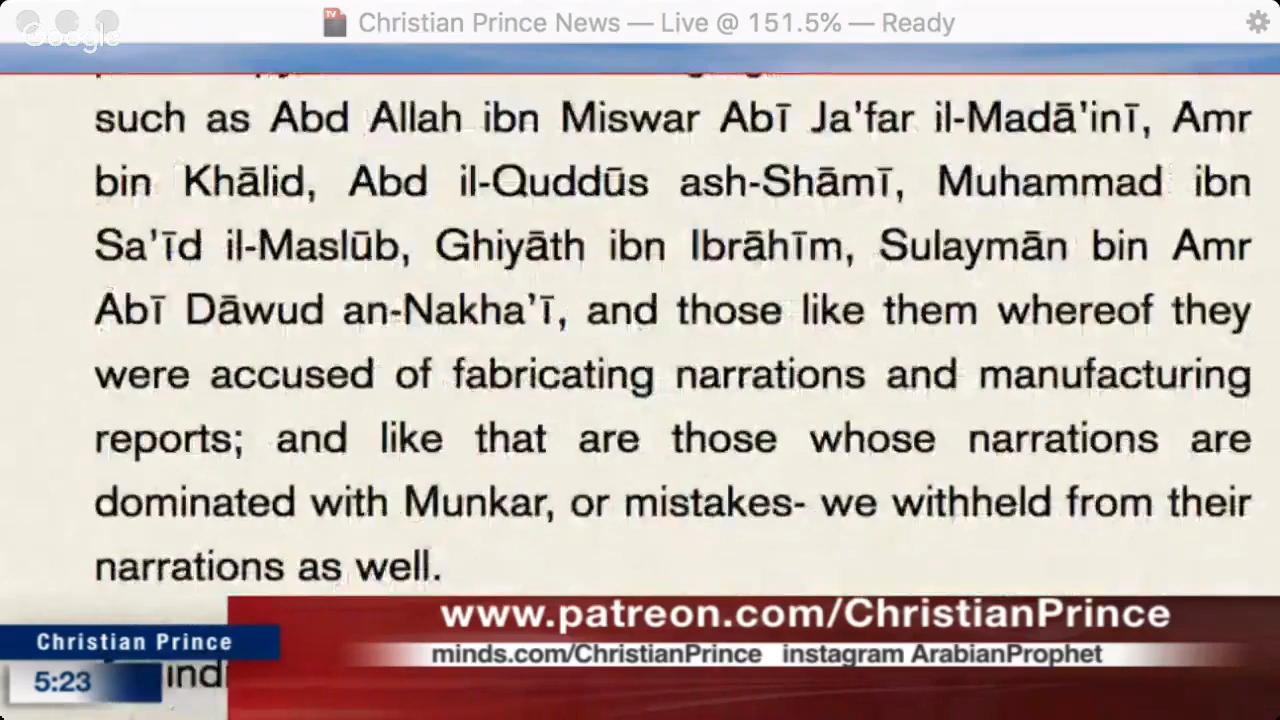 Christian Prince News — Live @ 151.5% — Ready
Google
such as Abd Allah ibn Miswar Abī Ja'far il-Madā'inī, Amr
bin Khālid, Abd il-Quddūs ash-Shāmī, Muhammad ibn
Sa'īd il-Maslūb, Ghiyāth ibn Ibrāhīm, Sulaymān bin Amr
Abī Dāwud an-Nakha'ī, and those like them whereof they
were accused of fabricating narrations and manufacturing
reports; and like that are those whose narrations are
dominated with Munkar, or mistakes- we withheld from their
narrations as well.
www.patreon.com/ChristianPrince
Christian Prince
minds.com/ChristianPrince instagram ArabianProphet
5:23